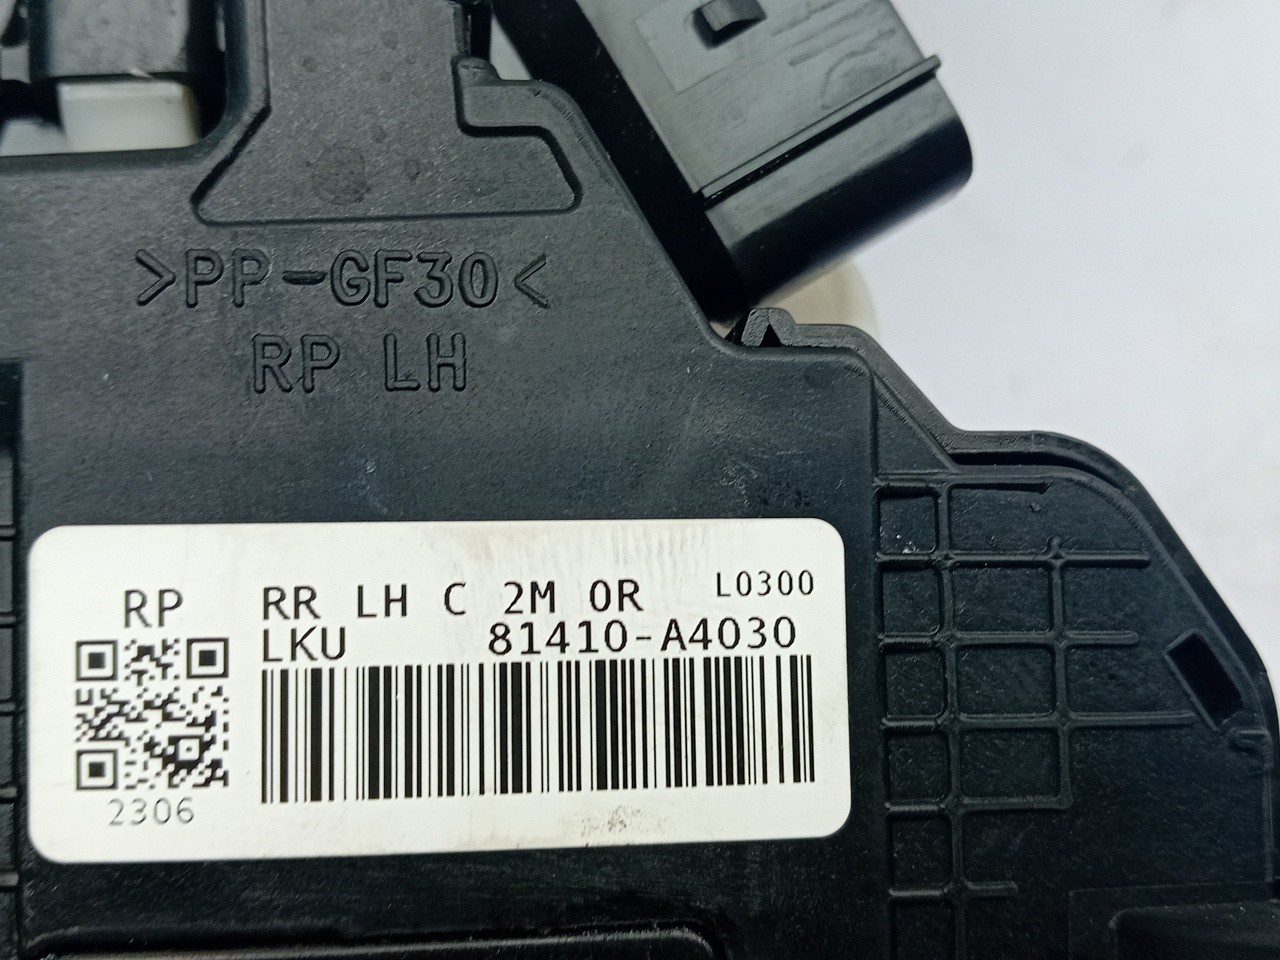 >PP-GF30<
RP LH
RP
RR LH C 2M 0R
L0300
LKU
81410-A4030
2306